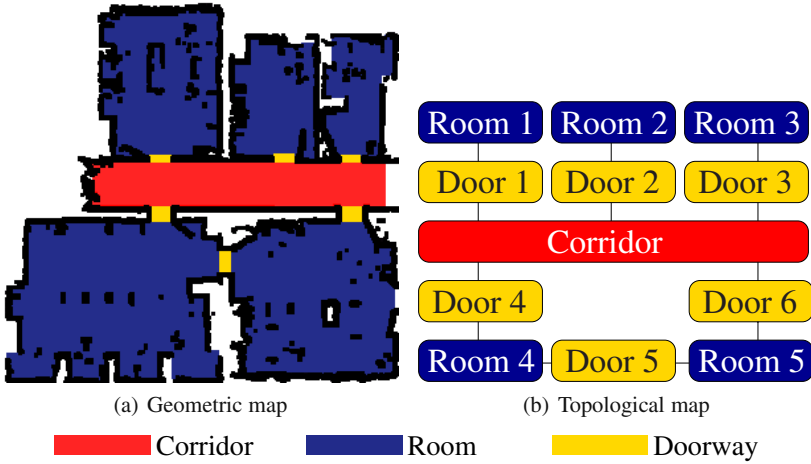 Room 1 Room 2 Room 3
Door 1 Door 2 Door 3
Corridor
Door 4 Door 6
Room 4 Door 5 Room 5
(a) Geometric map (b) Topological map
Corridor Room Doorway